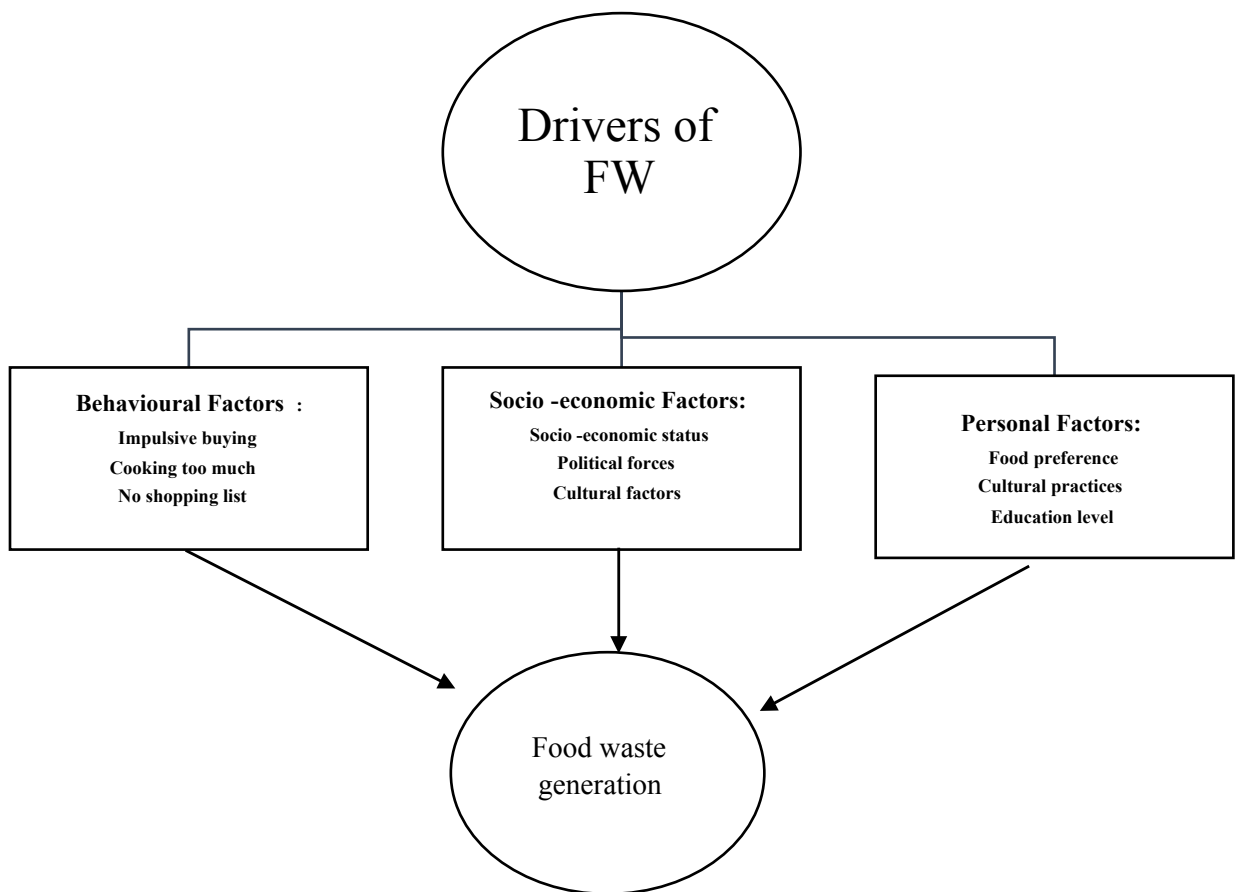 Drivers of
FW
Behavioural Factors :
Impulsive buying
Cooking too much
No shopping list
Socio -economic Factors:
Socio -economic status
Political forces
Cultural factors
Personal Factors:
Food preference
Cultural practices
Education level
Food waste
generation